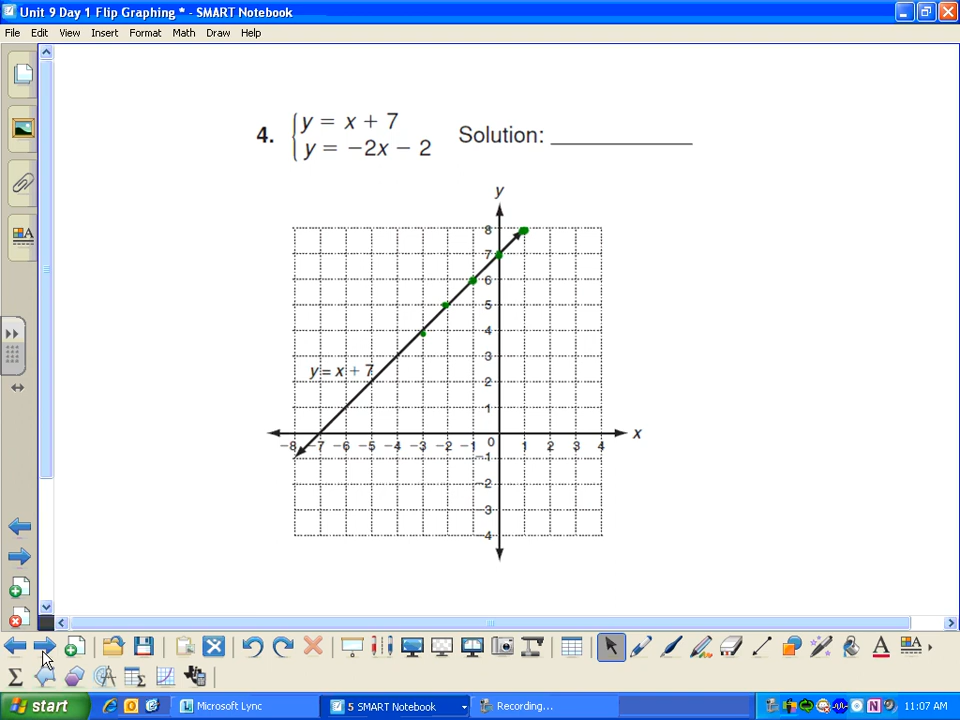 Unit 9 Day 1 Flip Graphing * - SMART Notebook
File Edit View Insert Format Math Draw Help
4. y = x + 7
y = −2x − 2
Solution: ____________
y
8
7
6
5
4
3
y = x + 7
2
1
x
−8 −7 −6 −5 −4 −3 −2 −1 0 1 2 3 4
−1
−2
−3
−4
start Microsoft Lync 5 SMART Notebook Recording... 11:07 AM